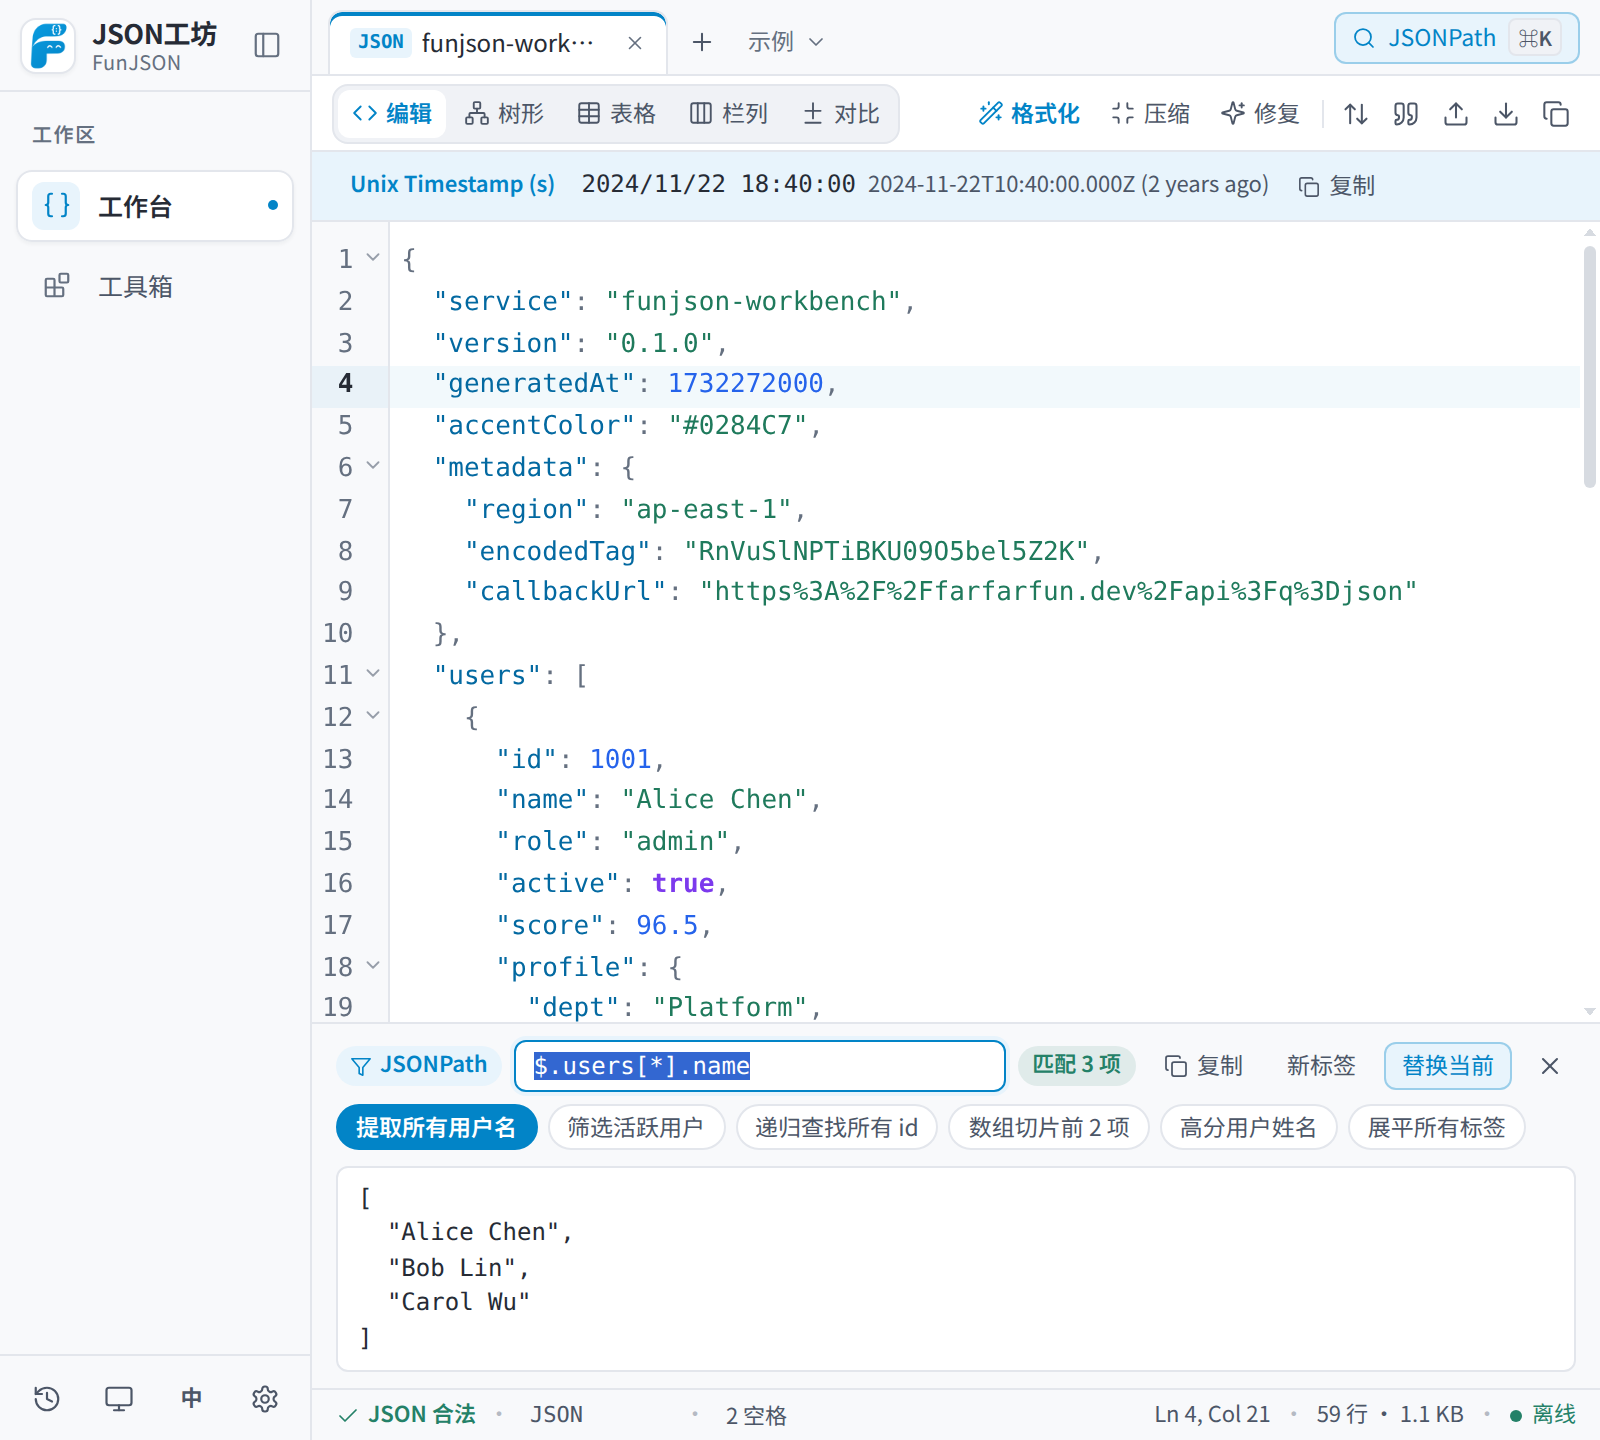 JSON工坊
FunJSON
工作区
工作台
工具箱
中
JSON funjson-work···
示例
JSONPath ⌘K
编辑 树形 表格 栏列 对比 格式化 压缩 修复
Unix Timestamp (s) 2024/11/22 18:40:00 2024-11-22T10:40:00.000Z (2 years ago) 复制
1 {
2 "service": "funjson-workbench",
3 "version": "0.1.0",
4 "generatedAt": 1732272000,
5 "accentColor": "#0284C7",
6 "metadata": {
7 "region": "ap-east-1",
8 "encodedTag": "RnVuSlNPTiBKU09O5bel5Z2K",
9 "callbackUrl": "https%3A%2F%2Ffarfarfun.dev%2Fapi%3Fq%3Djson"
10 },
11 "users": [
12 {
13 "id": 1001,
14 "name": "Alice Chen",
15 "role": "admin",
16 "active": true,
17 "score": 96.5,
18 "profile": {
19 "dept": "Platform",
JSONPath $.users[*].name 匹配 3 项 复制 新标签 替换当前
提取所有用户名 筛选活跃用户 递归查找所有 id 数组切片前 2 项 高分用户姓名 展平所有标签
[
"Alice Chen",
"Bob Lin",
"Carol Wu"
]
JSON 合法 • JSON • 2 空格 Ln 4, Col 21 • 59 行 • 1.1 KB • 离线